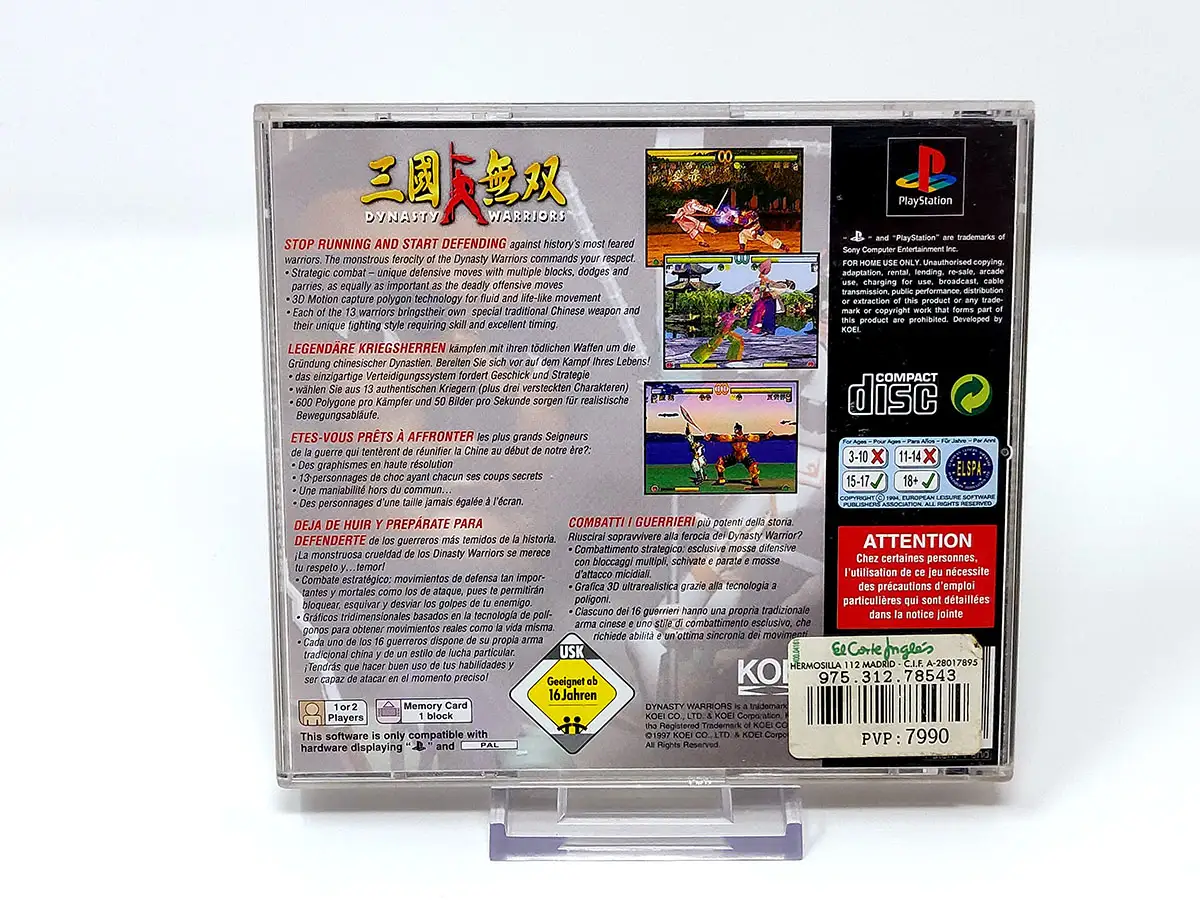 三國無双
DYNASTY WARRIORS
STOP RUNNING AND START DEFENDING against history's most feared
warriors. The monstrous ferocity of the Dynasty Warriors commands your respect.
• Strategic combat – unique defensive moves with multiple blocks, dodges and
parries, as equally as important as the deadly offensive moves
• 3D Motion capture polygon technology for fluid and life-like movement
• Each of the 13 warriors bringstheir own special traditional Chinese weapon and
their unique fighting style requiring skill and excellent timing.
LEGENDÄRE KRIEGSHERREN kämpfen mit ihren tödlichen Waffen um die
Gründung chinesischer Dynastien. Bereiten Sie sich vor auf dem Kampf Ihres Lebens!
• das einzigartige Verteidigungssystem fordert Geschick und Strategie
• wählen Sie aus 13 authentischen Kriegern (plus drei versteckten Charakteren)
• 600 Polygone pro Kämpfer und 50 Bilder pro Sekunde sorgen für realistische
Bewegungsabläufe.
ETES-VOUS PRÊTS À AFFRONTER les plus grands Seigneurs
de la guerre qui tentèrent de réunifier la Chine au début de notre ère?:
• Des graphismes en haute résolution
• 13 personnages de choc ayant chacun ses coups secrets
• Une maniabilité hors du commun...
• Des personnages d'une taille jamais égalée à l'écran.
DEJA DE HUIR Y PREPÁRATE PARA
DEFENDERTE de los guerreros más temidos de la historia.
¡La monstruosa crueldad de los Dinasty Warriors se merece
tu respeto y...temor!
• Combate estratégico: movimientos de defensa tan impor-
tantes y mortales como los de ataque, pues te permitirán
bloquear, esquivar y desviar los golpes de tu enemigo.
• Gráficos tridimensionales basados en la tecnología de polí-
gonos para obtener movimientos reales como la vida misma.
• Cada uno de los 16 guerreros dispone de su propia arma
tradicional china y de un estilo de lucha particular.
¡Tendrás que hacer buen uso de tus habilidades y
ser capaz de atacar en el momento preciso!
COMBATTI I GUERRIERI più potenti della storia.
Riuscirai sopravvivere alla ferocia dei Dynasty Warrior?
• Combattimento strategico: esclusive mosse difensive
con bloccaggi multipli, schivate e parate e mosse
d'attacco micidiali.
• Grafica 3D ultrarealistica grazie alla tecnologia a
poligoni.
• Ciascuno dei 16 guerrieri hanno una propria tradizionale
arma cinese e uno stile di combattimento esclusivo, che
richiede abilità e un'ottima sincronia dei movimenti
1 or 2
Players
Memory Card
1 block
This software is only compatible with
hardware displaying " " and PAL
USK
Geeignet ab
16 Jahren
KOEI
DYNASTY WARRIORS is a trademark
KOEI CO., LTD. & KOEI Corporation.
the Registered Trademark of KOEI CO
©1997 KOEI CO., LTD. & KOEI Corpo
All Rights Reserved.
PlayStation
" " and "PlayStation" are trademarks of
Sony Computer Entertainment Inc.
FOR HOME USE ONLY. Unauthorised copying,
adaptation, rental, lending, re-sale, arcade
use, charging for use, broadcast, cable
transmission, public performance, distribution
or extraction of this product or any trade-
mark or copyright work that forms part of
this product are prohibited. Developed by
KOEI.
COMPACT
disc
For Ages - Pour Ages - Para Años - Für Jahre - Per Anni
3-10 11-14
15-17 18+
ELSPA
COPYRIGHT © 1994, EUROPEAN LEISURE SOFTWARE
PUBLISHERS ASSOCIATION. ALL RIGHTS RESERVED
ATTENTION
Chez certaines personnes,
l'utilisation de ce jeu nécessite
des précautions d'emploi
particulières qui sont détaillées
dans la notice jointe
El Corte Inglés
HERMOSILLA 112 MADRID - C.I.F. A-28017895
975.312.78543
PVP: 7990